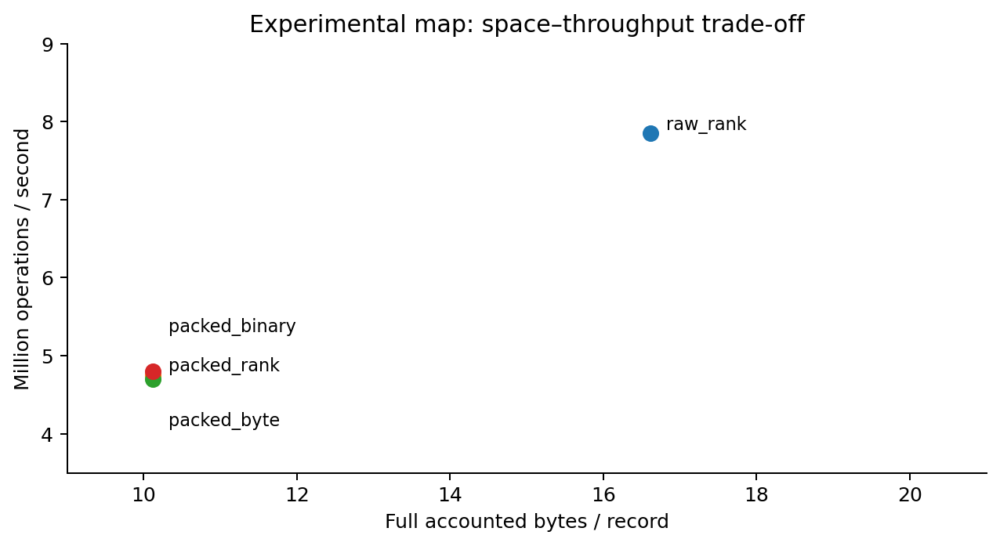 Experimental map: space–throughput trade-off
9
8
7
6
5
4
Million operations / second
raw_rank
packed_binary
packed_rank
packed_byte
10 12 14 16 18 20
Full accounted bytes / record